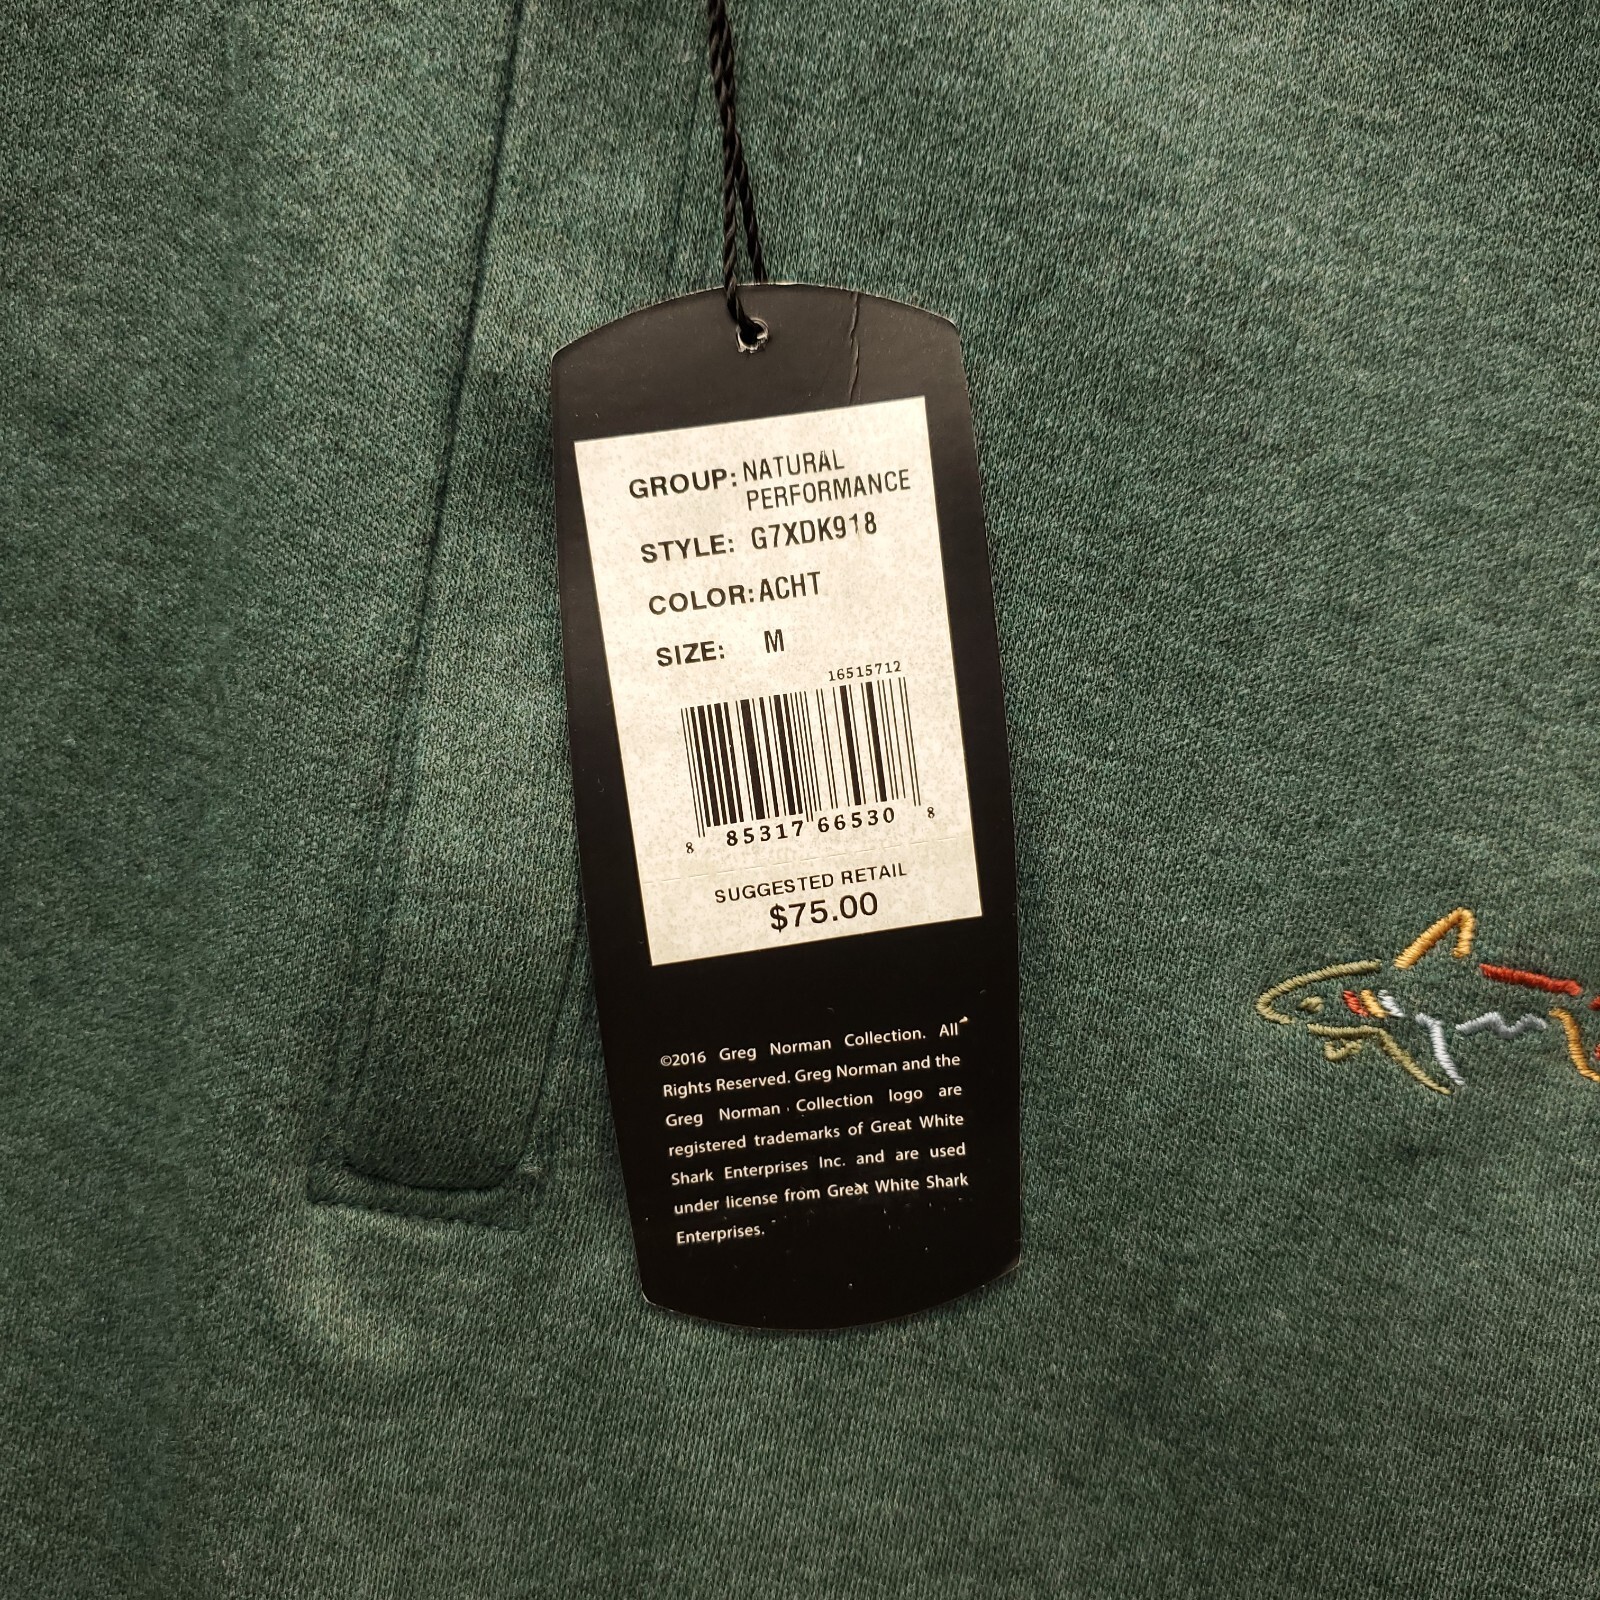 GROUP: NATURAL
PERFORMANCE
STYLE: G7XDK918
COLOR: ACHT
SIZE: M
16515712
8 85317 66530 8
SUGGESTED RETAIL
$75.00
©2016 Greg Norman Collection. All
Rights Reserved. Greg Norman and the
Greg Norman Collection logo are
registered trademarks of Great White
Shark Enterprises Inc. and are used
under license from Great White Shark
Enterprises.